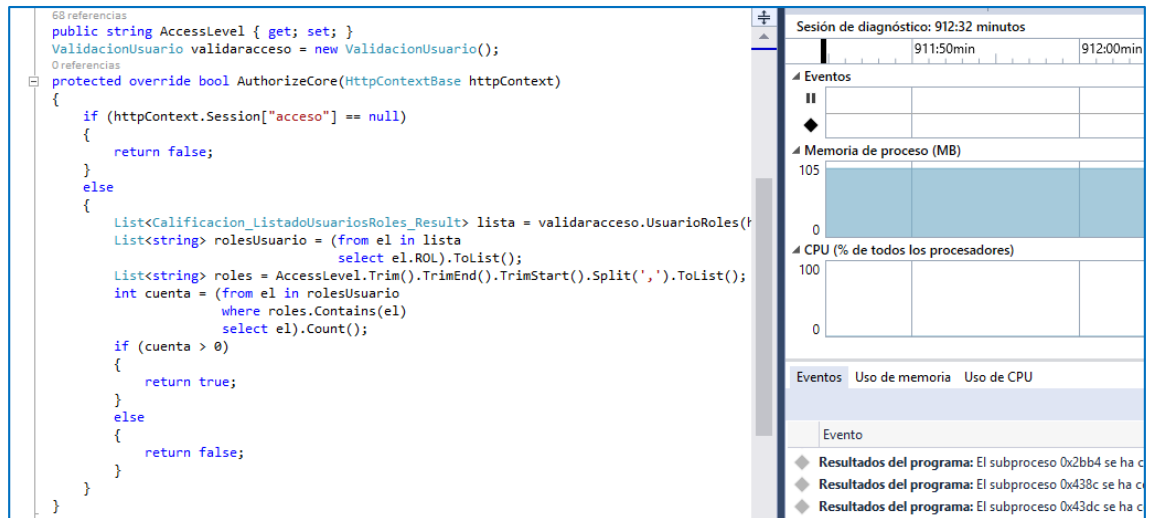 68 referencias
public string AccessLevel { get; set; }
ValidacionUsuario validaracceso = new ValidacionUsuario();
0 referencias
protected override bool AuthorizeCore(HttpContextBase httpContext)
{
if (httpContext.Session["acceso"] == null)
{
return false;
}
else
{
List<Calificacion_ListadoUsuariosRoles_Result> lista = validaracceso.UsuarioRoles(
List<string> rolesUsuario = (from el in lista
select el.ROL).ToList();
List<string> roles = AccessLevel.Trim().TrimEnd().TrimStart().Split(',').ToList();
int cuenta = (from el in rolesUsuario
where roles.Contains(el)
select el).Count();
if (cuenta > 0)
{
return true;
}
else
{
return false;
}
}
}
Sesión de diagnóstico: 912:32 minutos
911:50min 912:00min
Eventos
Memoria de proceso (MB)
105
0
CPU (% de todos los procesadores)
100
0
Eventos Uso de memoria Uso de CPU
Evento
Resultados del programa: El subproceso 0x2bb4 se ha
Resultados del programa: El subproceso 0x438c se ha
Resultados del programa: El subproceso 0x43dc se ha